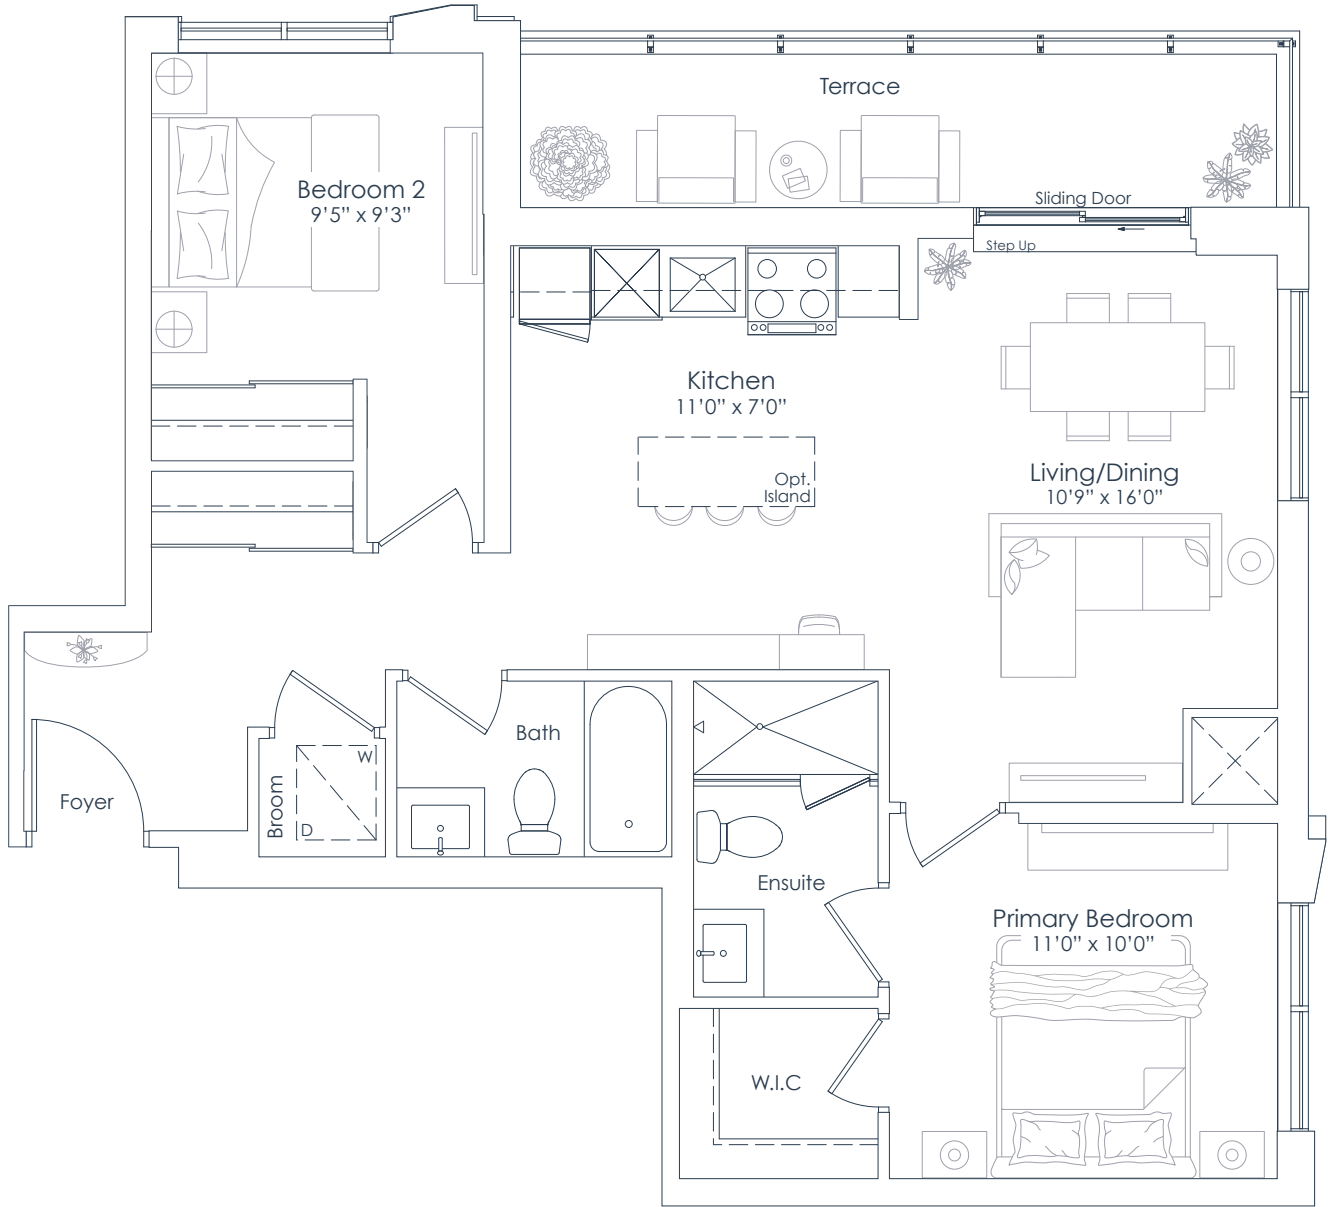 Terrace
Bedroom 2
9’5” x 9’3”
Sliding Door
Step Up
Kitchen
11’0” x 7’0”
Opt.
Island
Living/Dining
10’9” x 16’0”
Bath
W
Broom
D
Foyer
Ensuite
Primary Bedroom
11’0” x 10’0”
W.I.C